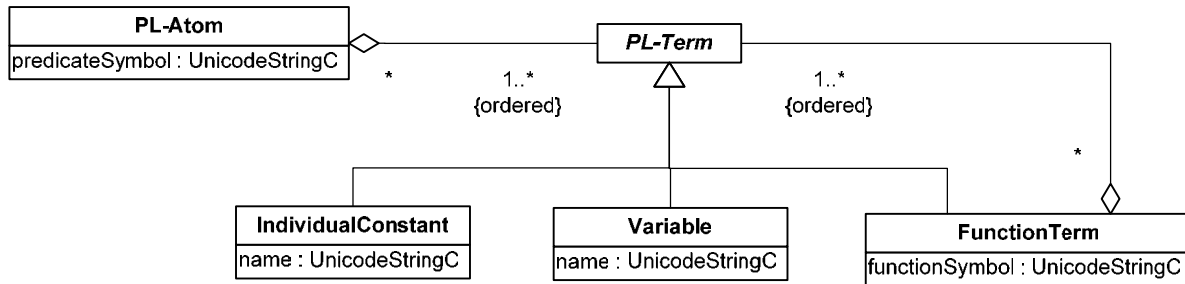 PL-Atom
predicateSymbol : UnicodeStringC
*
1..*
{ordered}
PL-Term
1..*
{ordered}
*
IndividualConstant
name : UnicodeStringC
Variable
name : UnicodeStringC
FunctionTerm
functionSymbol : UnicodeStringC